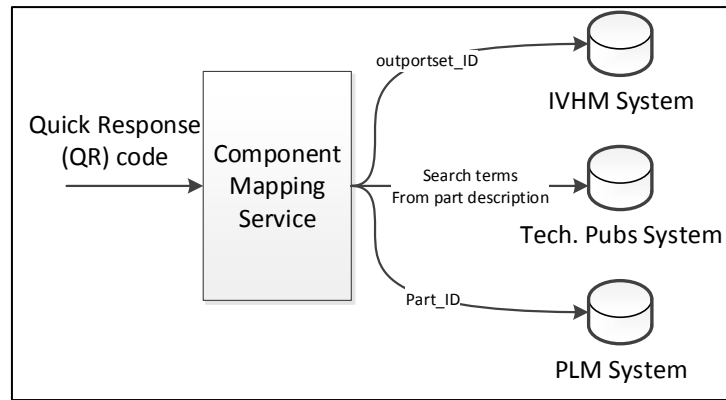 Quick Response
(QR) code
Component
Mapping
Service
outportset_ID
IVHM System
Search terms
From part description
Tech. Pubs System
Part_ID
PLM System